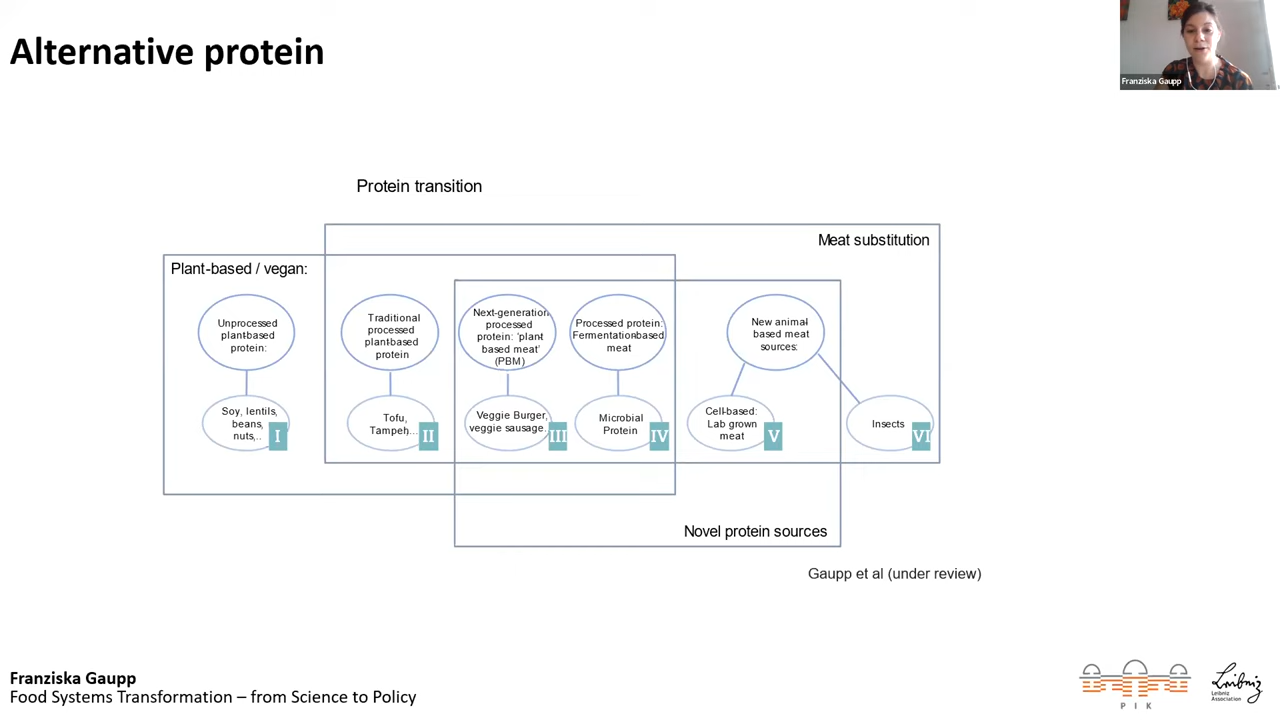 Alternative protein
Franziska Gaupp
Protein transition
Meat substitution
Plant-based / vegan:
Unprocessed
plant-based
protein:
Traditional
processed
plant-based
protein
Next-generation
processed
protein: 'plant-
based meat'
(PBM)
Processed protein:
Fermentation-based
meat
New animal-
based meat
sources:
Soy, lentils,
beans,
nuts,..
I
Tofu,
Tampeh,...
II
Veggie Burger,
veggie sausage..
III
Microbial
Protein
IV
Cell-based:
Lab grown
meat
V
Insects
VI
Novel protein sources
Gaupp et al (under review)
Franziska Gaupp
Food Systems Transformation – from Science to Policy
P I K
Leibniz
Leibniz
Association